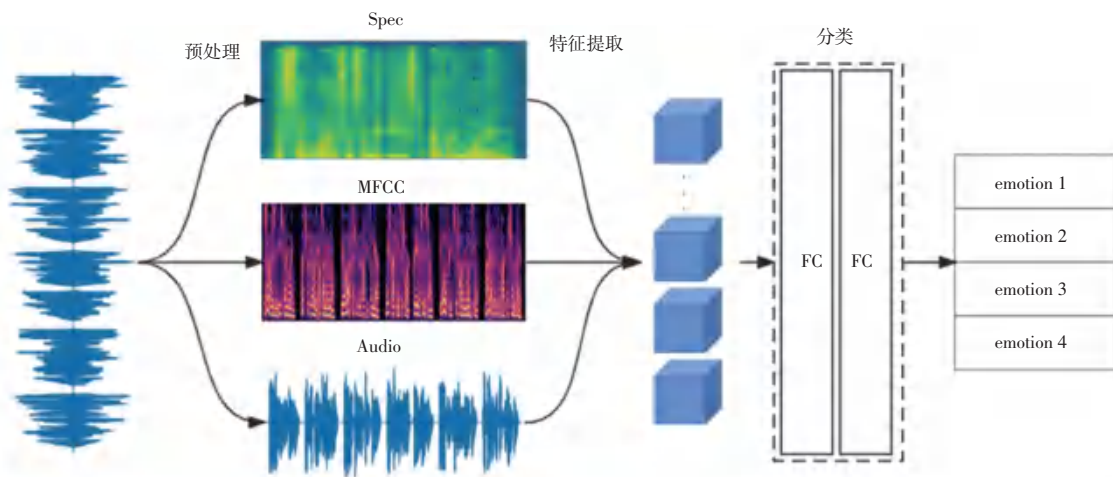 Spec
预处理
特征提取
分类
MFCC
Audio
FC
FC
emotion 1
emotion 2
emotion 3
emotion 4